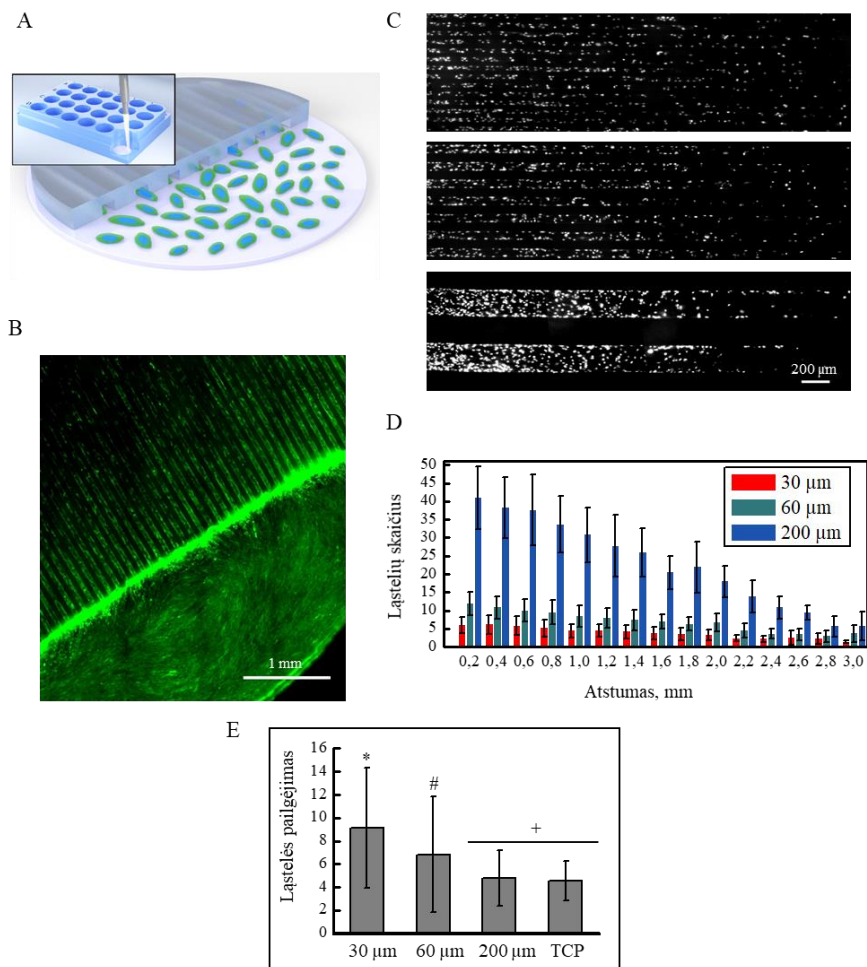 A
B
1 mm
C
200 µm
D
Ląstelių skaičius
50
45
40
35
30
25
20
15
10
5
0
30 µm
60 µm
200 µm
0,2 0,4 0,6 0,8 1,0 1,2 1,4 1,6 1,8 2,0 2,2 2,4 2,6 2,8 3,0
Atstumas, mm
E
Ląstelės pailgėjimas
16
14
12
10
8
6
4
2
0
*
#
+
30 µm 60 µm 200 µm TCP